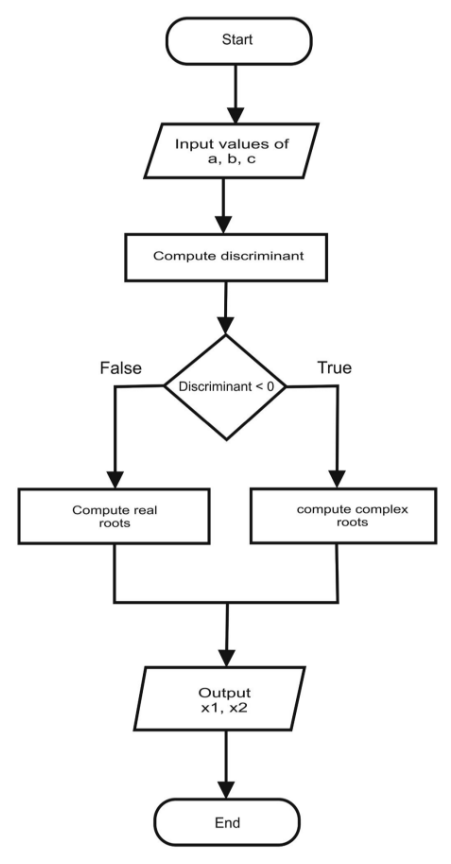 Start
Input values of
a, b, c
Compute discriminant
False
True
Discriminant < 0
Compute real
roots
compute complex
roots
Output
x1, x2
End